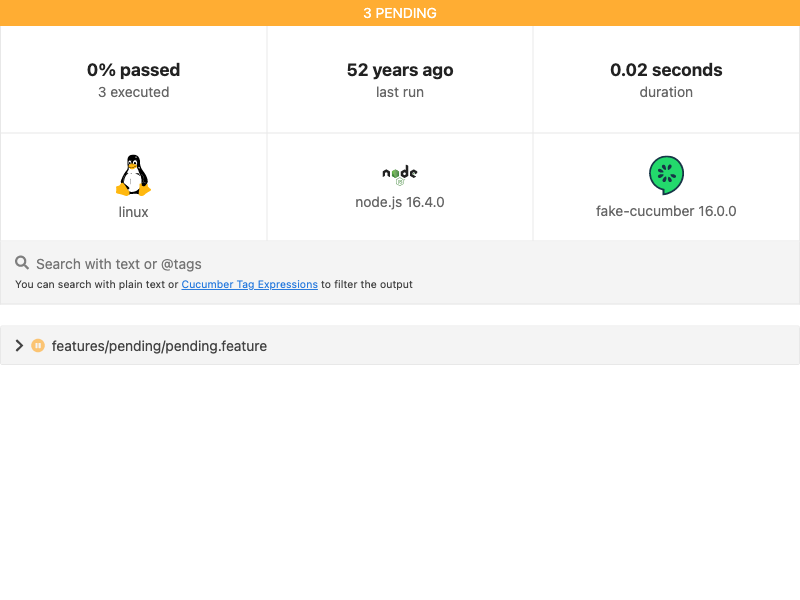 3 PENDING
0% passed
3 executed
52 years ago
last run
0.02 seconds
duration
linux
node
node.js 16.4.0
fake-cucumber 16.0.0
Search with text or @tags
You can search with plain text or Cucumber Tag Expressions to filter the output
features/pending/pending.feature